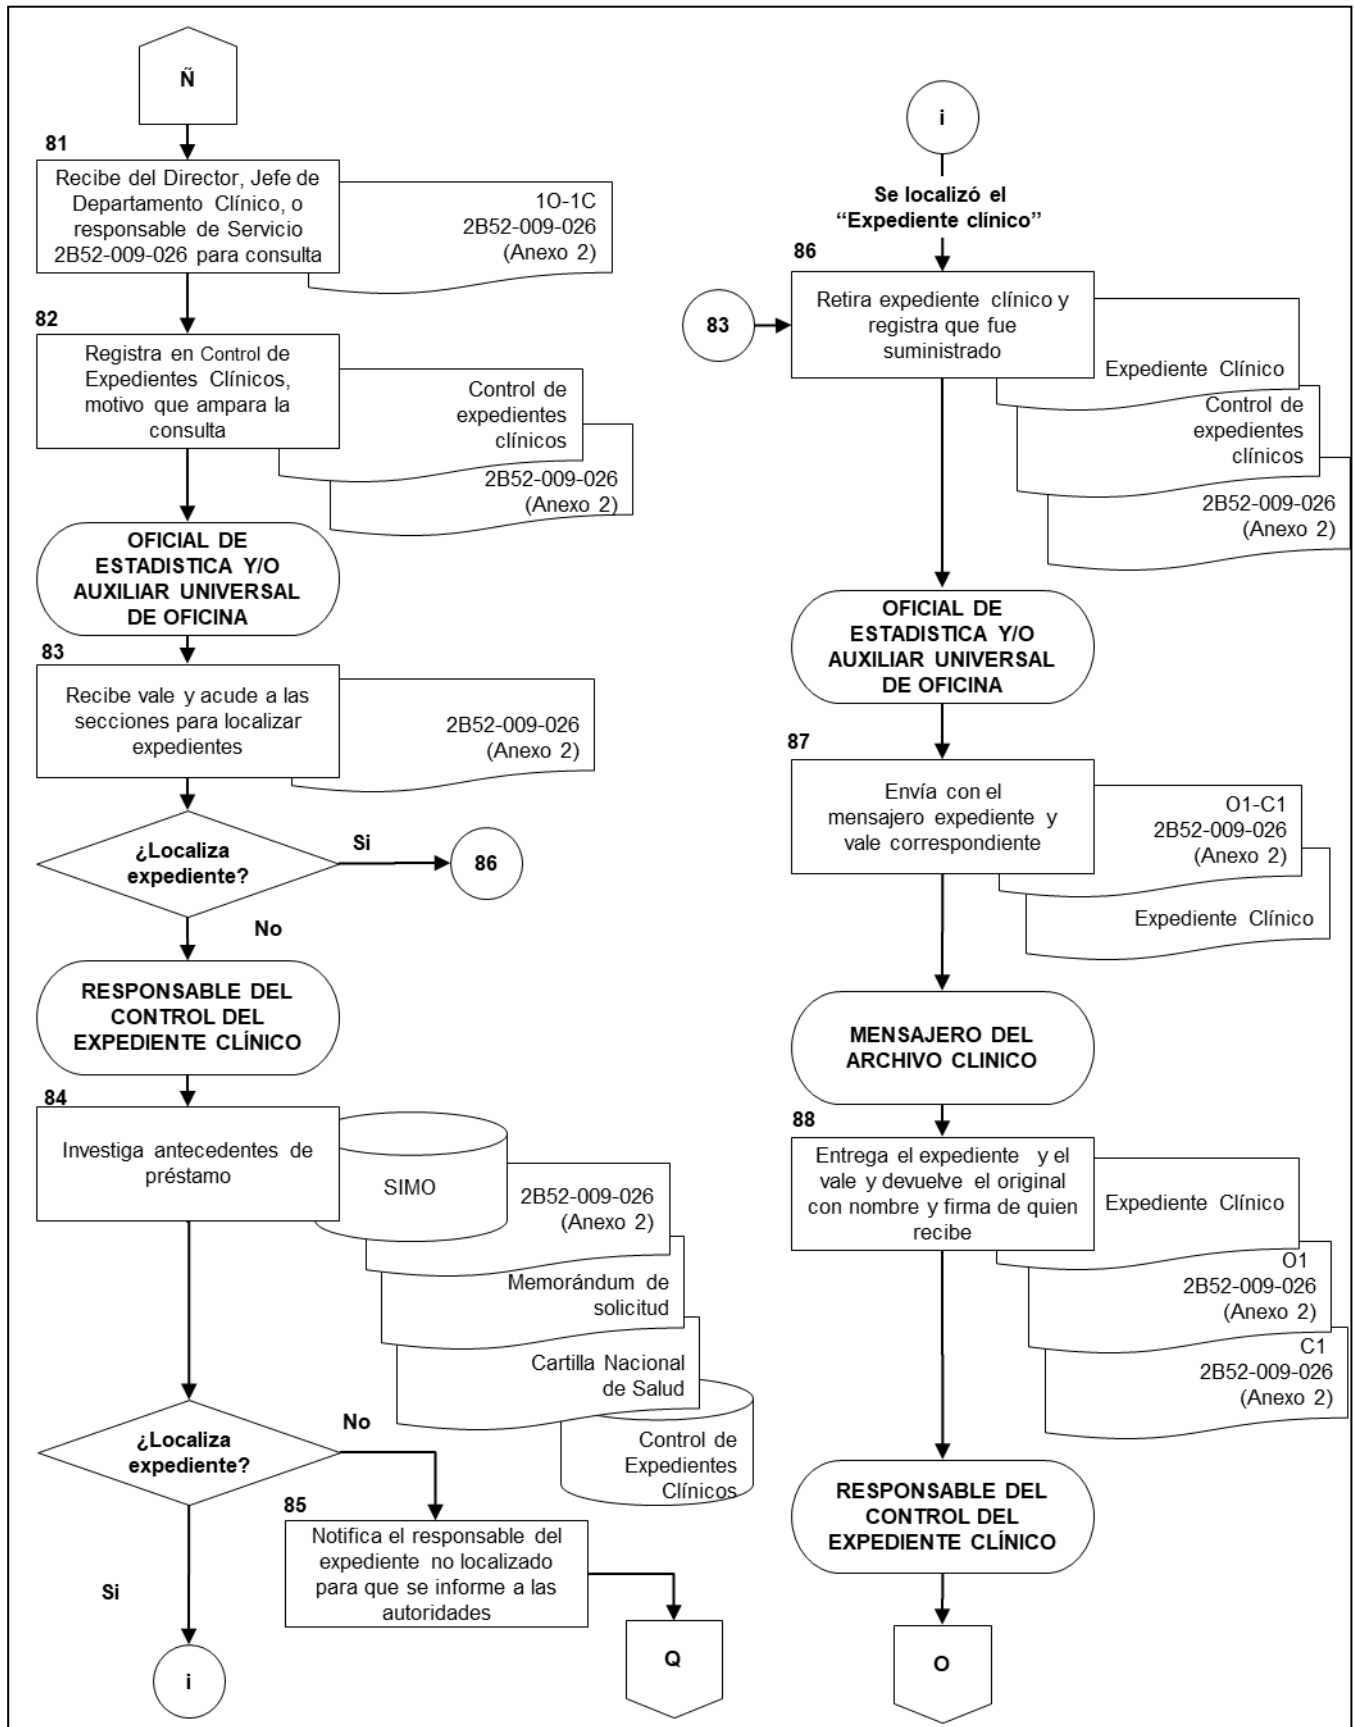 Ñ
81
Recibe del Director, Jefe de
Departamento Clínico, o
responsable de Servicio
2B52-009-026 para consulta
1O-1C
2B52-009-026
(Anexo 2)
82
Registra en Control de
Expedientes Clínicos,
motivo que ampara la
consulta
Control de
expedientes
clínicos
2B52-009-026
(Anexo 2)
OFICIAL DE
ESTADISTICA Y/O
AUXILIAR UNIVERSAL
DE OFICINA
83
Recibe vale y acude a las
secciones para localizar
expedientes
2B52-009-026
(Anexo 2)
¿Localiza
expediente?
Si
86
No
RESPONSABLE DEL
CONTROL DEL
EXPEDIENTE CLÍNICO
84
Investiga antecedentes de
préstamo
SIMO
2B52-009-026
(Anexo 2)
Memorándum de
solicitud
Cartilla Nacional
de Salud
Control de
Expedientes
Clínicos
¿Localiza
expediente?
No
85
Notifica el responsable del
expediente no localizado
para que se informe a las
autoridades
Q
Si
i
i
Se localizó el
“Expediente clínico”
86
83
Retira expediente clínico y
registra que fue
suministrado
Expediente Clínico
Control de
expedientes
clínicos
2B52-009-026
(Anexo 2)
OFICIAL DE
ESTADISTICA Y/O
AUXILIAR UNIVERSAL
DE OFICINA
87
Envía con el
mensajero expediente y
vale correspondiente
O1-C1
2B52-009-026
(Anexo 2)
Expediente Clínico
MENSAJERO DEL
ARCHIVO CLINICO
88
Entrega el expediente y el
vale y devuelve el original
con nombre y firma de quien
recibe
Expediente Clínico
O1
2B52-009-026
(Anexo 2)
C1
2B52-009-026
(Anexo 2)
RESPONSABLE DEL
CONTROL DEL
EXPEDIENTE CLÍNICO
O